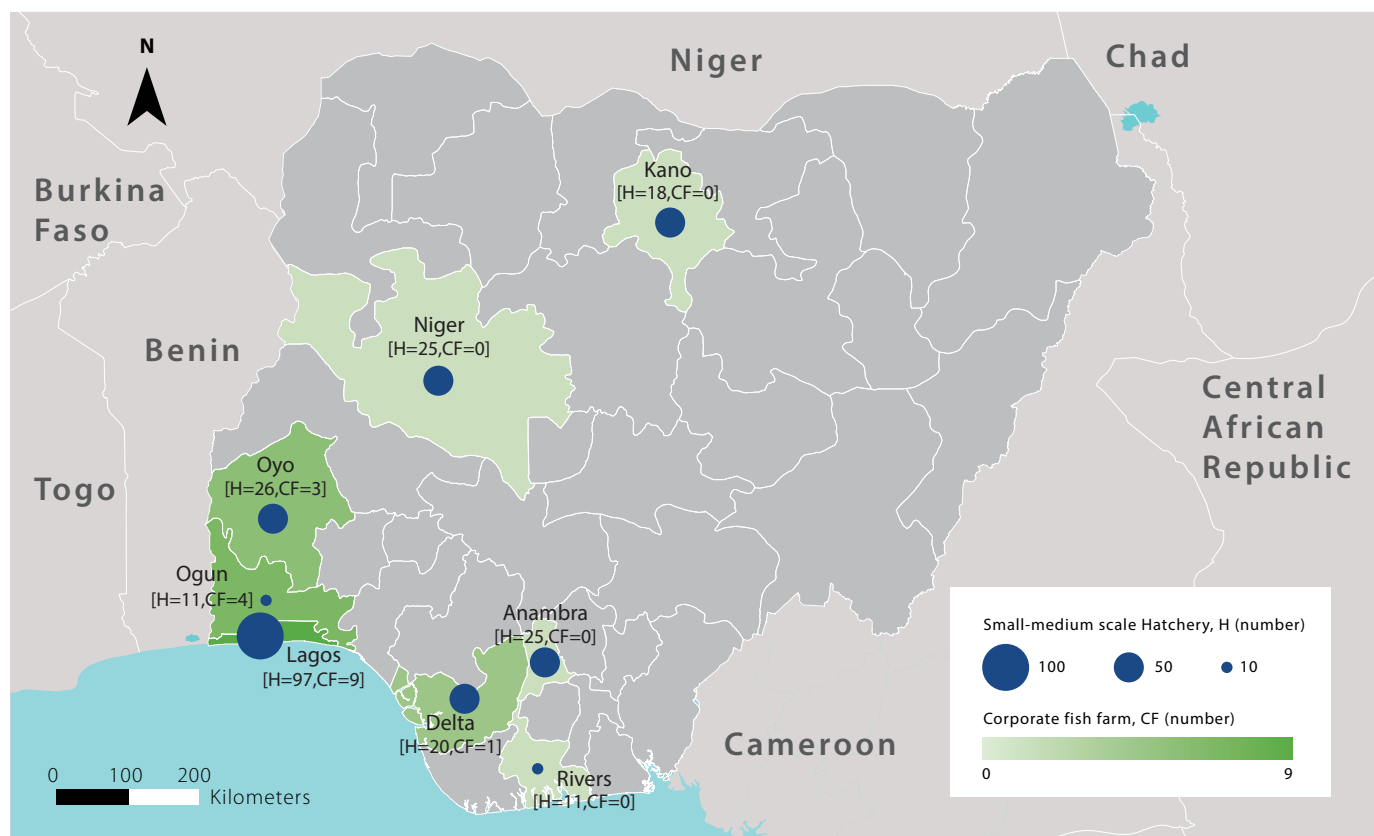 N
Niger
Chad
Burkina
Faso
Kano
[H=18,CF=0]
Niger
[H=25,CF=0]
Benin
Central
African
Republic
Togo
Oyo
[H=26,CF=3]
Ogun
[H=11,CF=4]
Lagos
[H=97,CF=9]
Anambra
[H=25,CF=0]
Delta
[H=20,CF=1]
Rivers
[H=11,CF=0]
Cameroon
0 100 200
Kilometers
Small-medium scale Hatchery, H (number)
100 50 10
Corporate fish farm, CF (number)
0 9